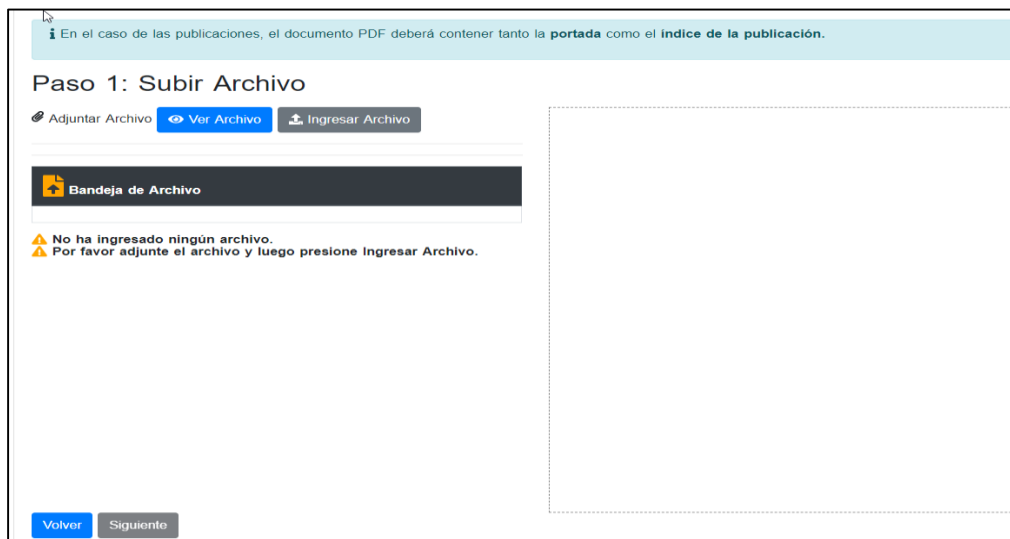 En el caso de las publicaciones, el documento PDF deberá contener tanto la portada como el índice de la publicación.
Paso 1: Subir Archivo
Adjuntar Archivo Ver Archivo Ingresar Archivo
Bandeja de Archivo
No ha ingresado ningún archivo.
Por favor adjunte el archivo y luego presione Ingresar Archivo.
Volver Siguiente